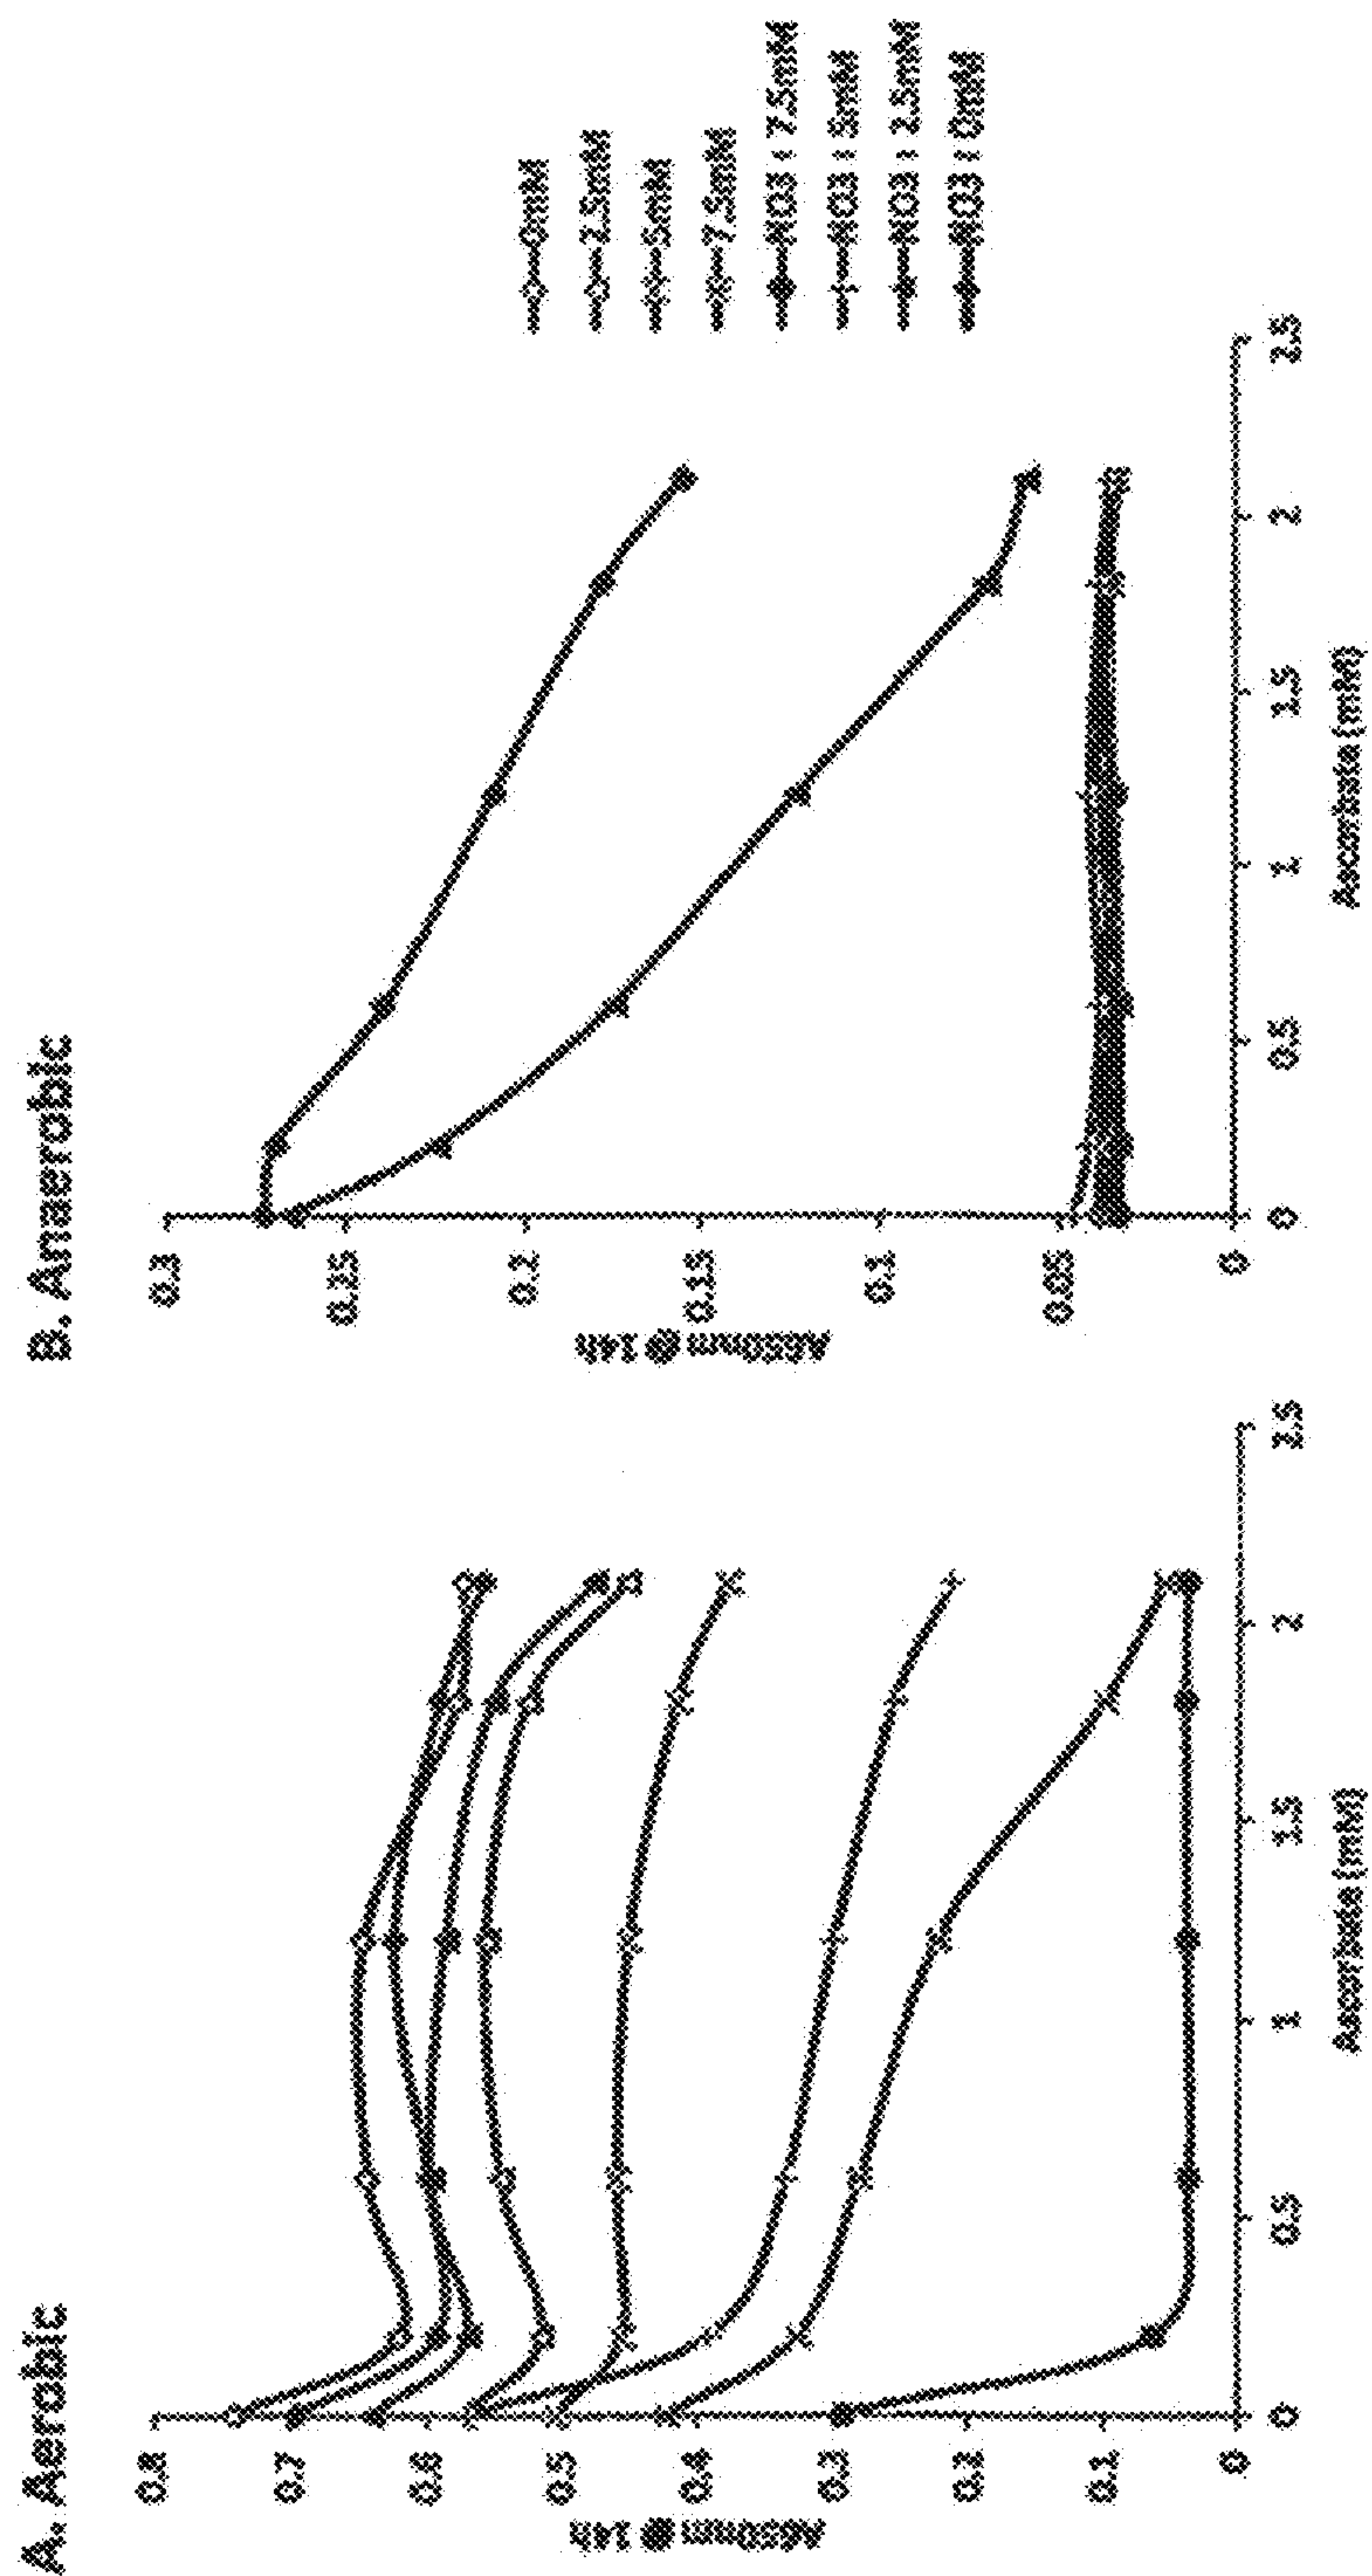 A. Aerobic
0.8
0.7
0.6
0.5
0.4
0.3
0.2
0.1
0
A650nm @ 14h
0
0.5
1
1.5
2
2.5
Ascorbate (mM)
B. Anaerobic
0.3
0.25
0.2
0.15
0.1
0.05
0
A650nm @ 14h
0
0.5
1
1.5
2
2.5
Ascorbate (mM)
0mM
2.5mM
5mM
7.5mM
NO3 : 7.5mM
NO3 : 5mM
NO3 : 2.5mM
NO3 : 0mM